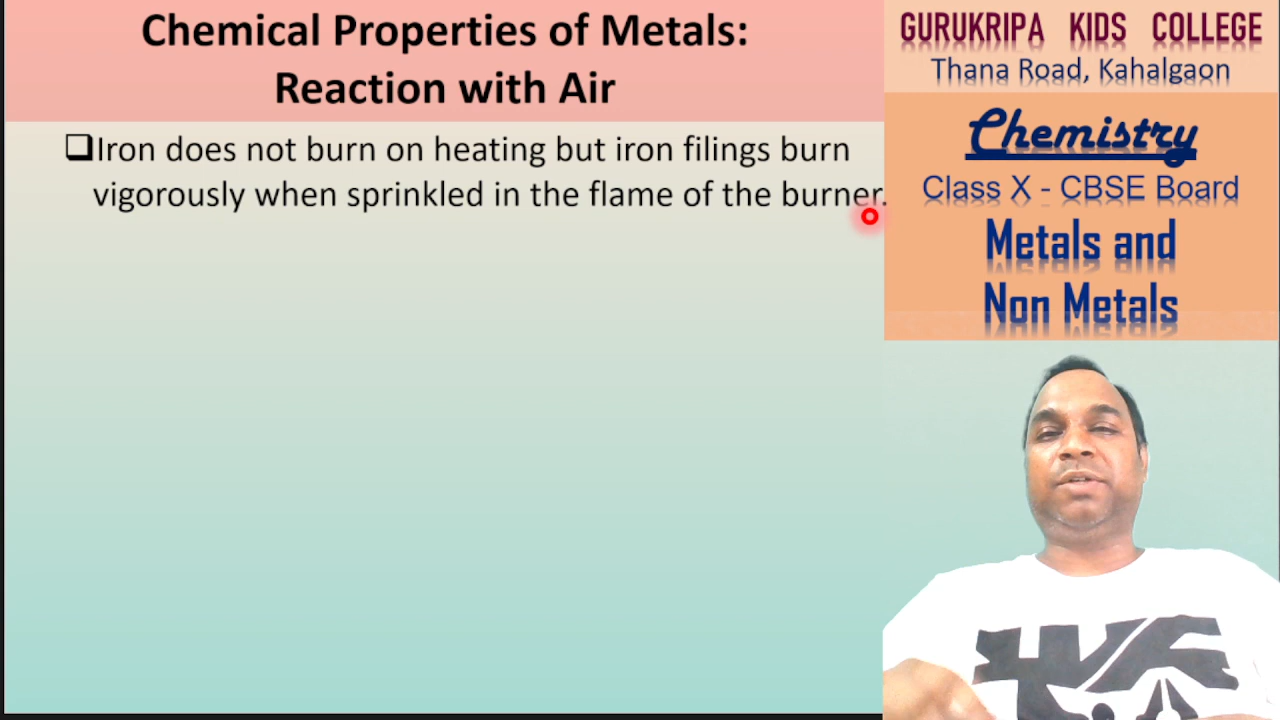 Chemical Properties of Metals:
Reaction with Air
❑Iron does not burn on heating but iron filings burn
vigorously when sprinkled in the flame of the burner.
GURUKRIPA KIDS COLLEGE
Thana Road, Kahalgaon
Chemistry
Class X - CBSE Board
Metals and
Non Metals